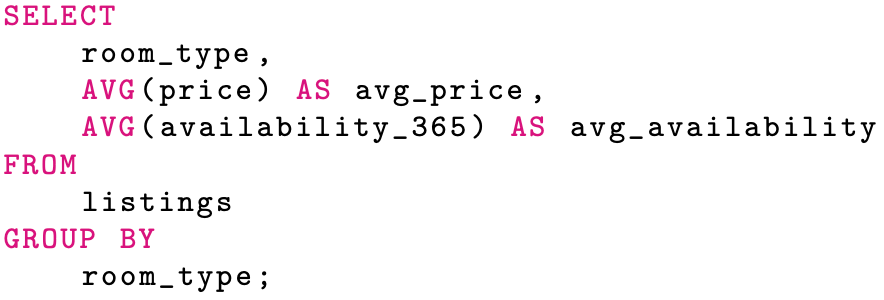 SELECT
room_type,
AVG(price) AS avg_price,
AVG(availability_365) AS avg_availability
FROM
listings
GROUP BY
room_type;